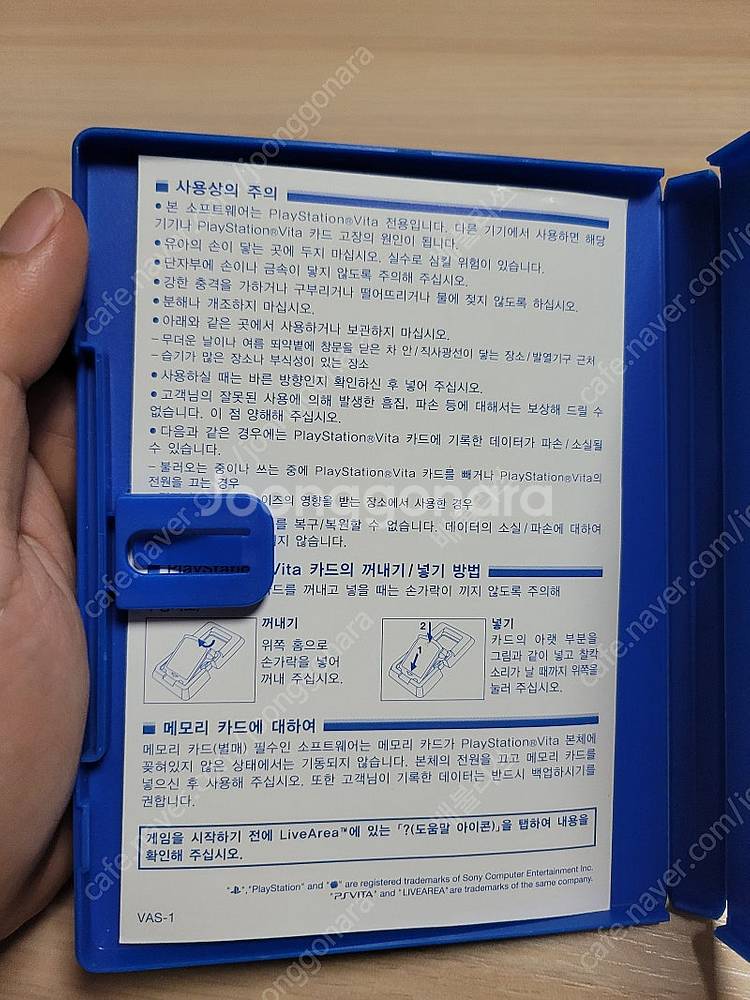 ■ 사용상의 주의
● 본 소프트웨어는 PlayStation®Vita 전용입니다. 다른 기기에서 사용하면 해당
기기나 PlayStation®Vita 카드 고장의 원인이 됩니다.
● 유아의 손이 닿는 곳에 두지 마십시오. 실수로 삼킬 위험이 있습니다.
● 단자부에 손이나 금속이 닿지 않도록 주의해 주십시오.
● 강한 충격을 가하거나 구부리거나 떨어뜨리거나 물에 젖지 않도록 하십시오.
● 분해나 개조하지 마십시오.
● 아래와 같은 곳에서 사용하거나 보관하지 마십시오.
– 무더운 날이나 여름 뙤약볕에 창문을 닫은 차 안/직사광선이 닿는 장소/발열기구 근처
– 습기가 많은 장소나 부식성이 있는 장소
● 사용하실 때는 바른 방향인지 확인하신 후 넣어 주십시오.
● 고객님의 잘못된 사용에 의해 발생한 흠집, 파손 등에 대해서는 보상해 드릴 수
없습니다. 이 점 양해해 주십시오.
● 다음과 같은 경우에는 PlayStation®Vita 카드에 기록한 데이터가 파손/소실될
수 있습니다.
– 불러오는 중이나 쓰는 중에 PlayStation®Vita 카드를 빼거나 PlayStation®Vita의
전원을 끄는 경우
이즈의 영향을 받는 장소에서 사용한 경우
를 복구/복원할 수 없습니다. 데이터의 소실/파손에 대하여
지 않습니다.
■ PlayStation Vita 카드의 꺼내기/넣기 방법
드를 꺼내고 넣을 때는 손가락이 끼지 않도록 주의해
꺼내기
위쪽 홈으로
손가락을 넣어
꺼내 주십시오.
1
2
넣기
카드의 아랫 부분을
그림과 같이 넣고 찰칵
소리가 날 때까지 위쪽을
눌러 주십시오.
■ 메모리 카드에 대하여
메모리 카드(별매) 필수인 소프트웨어는 메모리 카드가 PlayStation®Vita 본체에
꽂혀있지 않은 상태에서는 기동되지 않습니다. 본체의 전원을 끄고 메모리 카드를
넣으신 후 사용해 주십시오. 또한 고객님이 기록한 데이터는 반드시 백업하시기를
권합니다.
게임을 시작하기 전에 LiveArea™에 있는 「?(도움말 아이콘)」을 탭하여 내용을
확인해 주십시오.
"", "PlayStation" and "" are registered trademarks of Sony Computer Entertainment Inc.
"PSVITA" and "LIVEAREA" are trademarks of the same company.
VAS-1
Joonggonara
cafe.naver.com/joonggonara